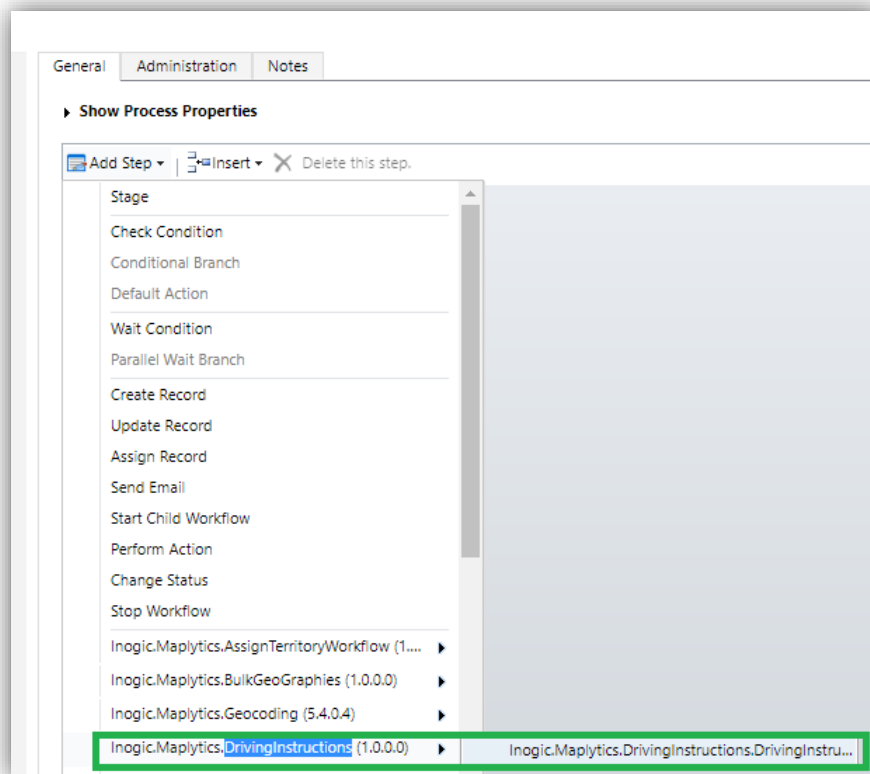 General Administration Notes
Show Process Properties
Add Step Insert Delete this step.
Stage
Check Condition
Conditional Branch
Default Action
Wait Condition
Parallel Wait Branch
Create Record
Update Record
Assign Record
Send Email
Start Child Workflow
Perform Action
Change Status
Stop Workflow
Inogic.Maplytics.AssignTerritoryWorkflow (1....
Inogic.Maplytics.BulkGeoGraphies (1.0.0.0)
Inogic.Maplytics.Geocoding (5.4.0.4)
Inogic.Maplytics.DrivingInstructions (1.0.0.0) Inogic.Maplytics.DrivingInstructions.DrivingInstru...